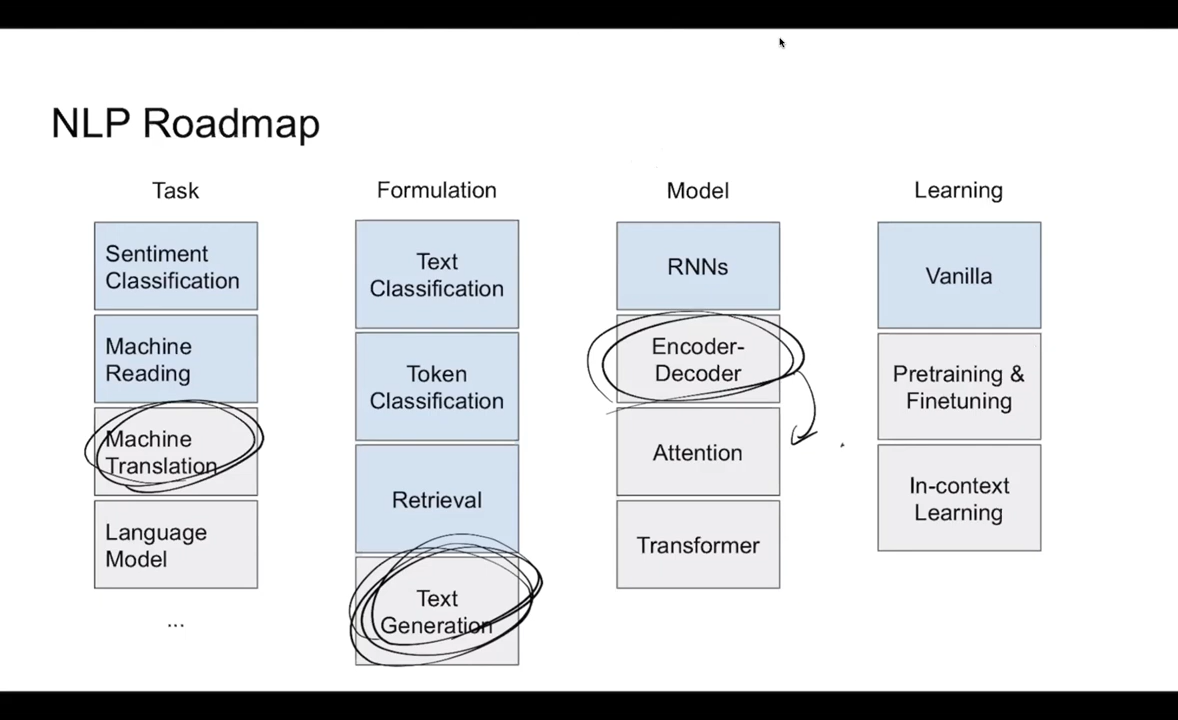 NLP Roadmap
Task
Sentiment
Classification
Machine
Reading
Machine
Translation
Language
Model
...
Formulation
Text
Classification
Token
Classification
Retrieval
Text
Generation
Model
RNNs
Encoder-
Decoder
Attention
Transformer
Learning
Vanilla
Pretraining &
Finetuning
In-context
Learning